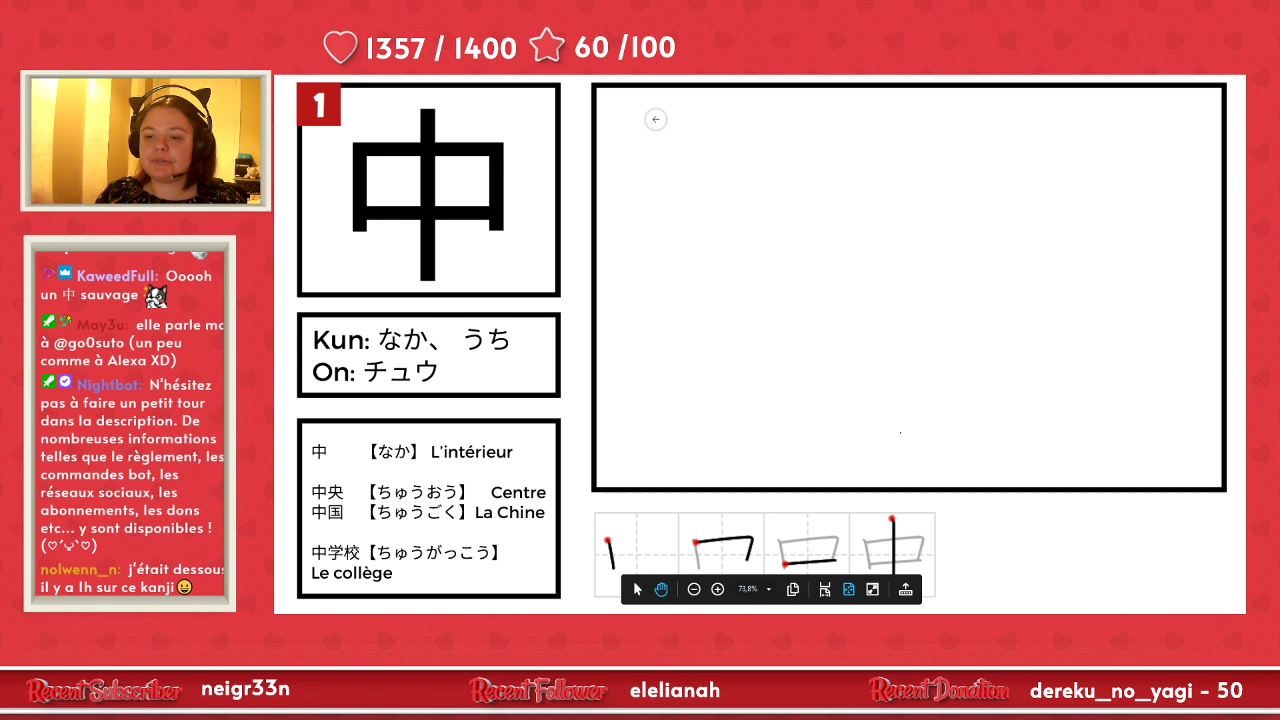 1357 / 1400 60 /100
1
中
Kun: なか、 うち
On: チュウ
中 【なか】 L'intérieur
中央 【ちゅうおう】 Centre
中国 【ちゅうごく】La Chine
中学校【ちゅうがっこう】
Le collège
KaweedFull: Ooooh
un 中 sauvage
May3u: elle parle
à @go0suto (un peu
comme à Alexa XD)
Nightbot: N'hésitez
pas à faire un petit tour
dans la description. De
nombreuses informations
telles que le règlement, les
commandes bot, les
réseaux sociaux, les
abonnements, les dons
etc... y sont disponibles !
(♡´౪`♡)
nolwenn_n: j'était dessous
il y a 1h sur ce kanji
73,8%
Recent Subscriber neigr33n
Recent Follower elelianah
Recent Donation dereku_no_yagi - 50